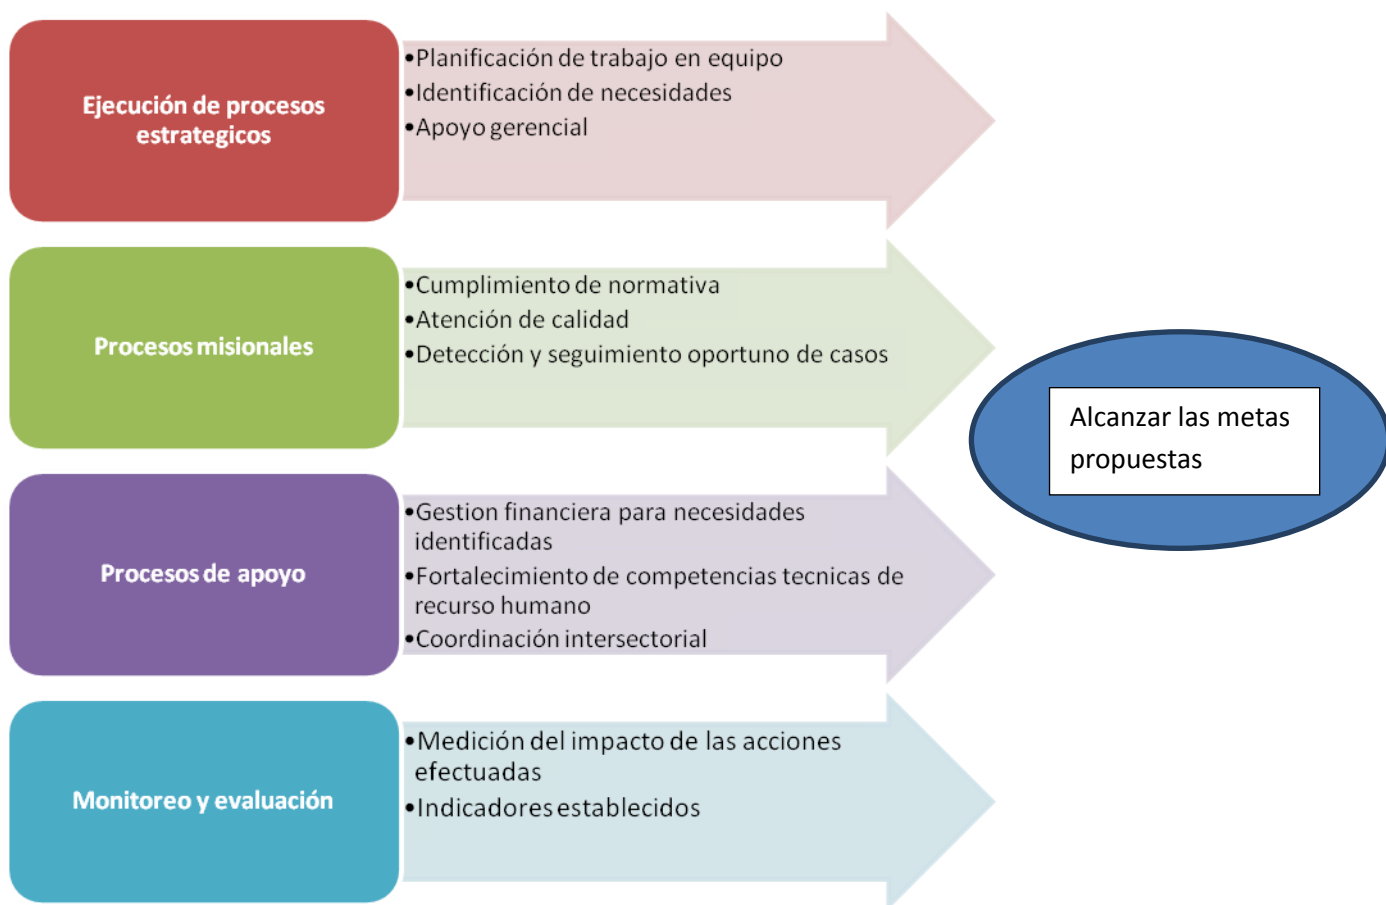 Ejecución de procesos
estrategicos
•Planificación de trabajo en equipo
•Identificación de necesidades
•Apoyo gerencial
Procesos misionales
•Cumplimiento de normativa
•Atención de calidad
•Detección y seguimiento oportuno de casos
Alcanzar las metas
propuestas
Procesos de apoyo
•Gestion financiera para necesidades
identificadas
•Fortalecimiento de competencias tecnicas de
recurso humano
•Coordinación intersectorial
Monitoreo y evaluación
•Medición del impacto de las acciones
efectuadas
•Indicadores establecidos